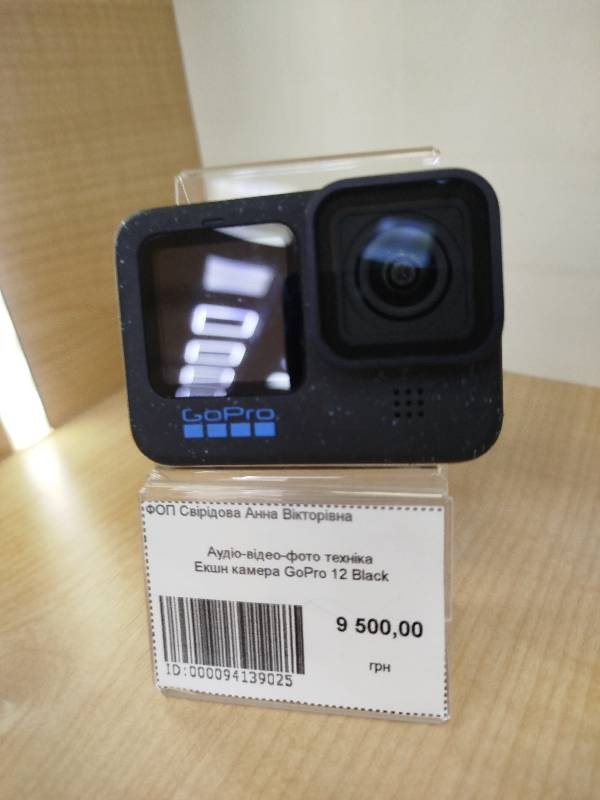 GoPro
ФОП Свірідова Анна Вікторівна
Аудіо-відео-фото техніка
Екшн камера GoPro 12 Black
9 500,00
грн
ID:000094139025